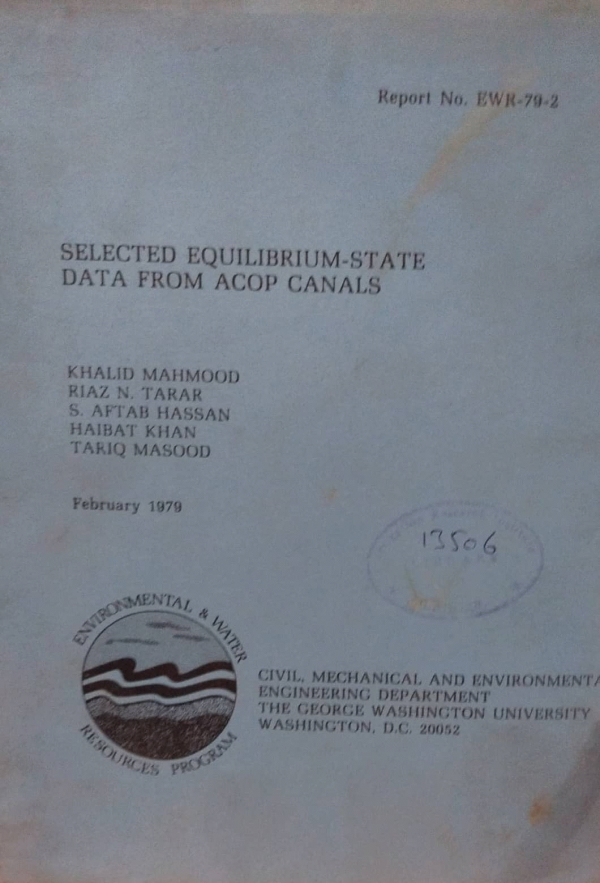 Report No. EWR-79-2
SELECTED EQUILIBRIUM-STATE
DATA FROM ACOP CANALS
KHALID MAHMOOD
RIAZ N. TARAR
S. AFTAB HASSAN
HAIBAT KHAN
TARIQ MASOOD
February 1979
13506
ENVIRONMENTAL & WATER
RESOURCES PROGRAM
CIVIL, MECHANICAL AND ENVIRONMENTA
ENGINEERING DEPARTMENT
THE GEORGE WASHINGTON UNIVERSITY
WASHINGTON, D.C. 20052